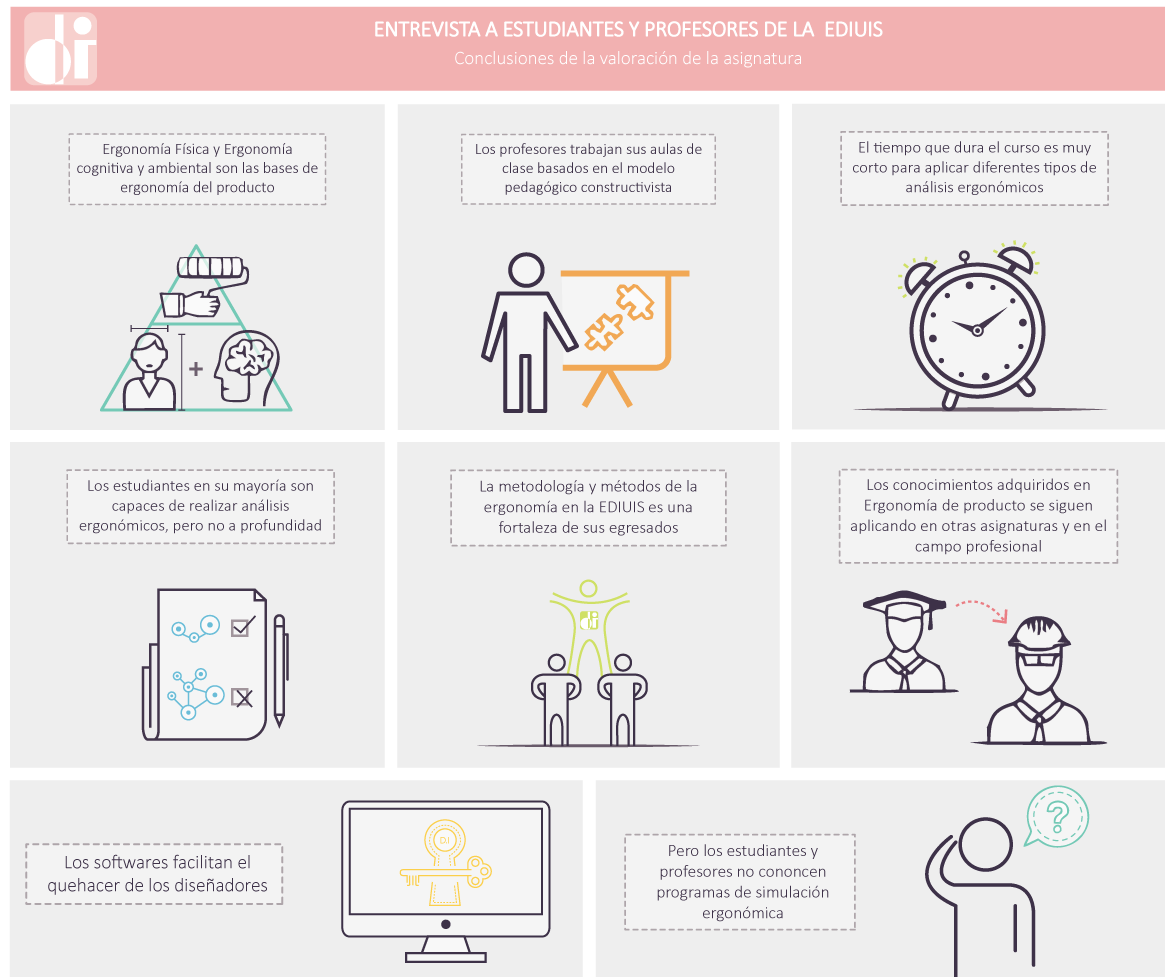 di
ENTREVISTA A ESTUDIANTES Y PROFESORES DE LA EDIUIS
Conclusiones de la valoración de la asignatura
Ergonomía Física y Ergonomía
cognitiva y ambiental son las bases de
ergonomía del producto
Los profesores trabajan sus aulas de
clase basados en el modelo
pedagógico constructivista
El tiempo que dura el curso es muy
corto para aplicar diferentes tipos de
análisis ergonómicos
+
Los estudiantes en su mayoría son
capaces de realizar análisis
ergonómicos, pero no a profundidad
La metodología y métodos de la
ergonomía en la EDIUIS es una
fortaleza de sus egresados
Los conocimientos adquiridos en
Ergonomía de producto se siguen
aplicando en otras asignaturas y en el
campo profesional
di
Los softwares facilitan el
quehacer de los diseñadores
DI
Pero los estudiantes y
profesores no cononcen
programas de simulación
ergonómica
?